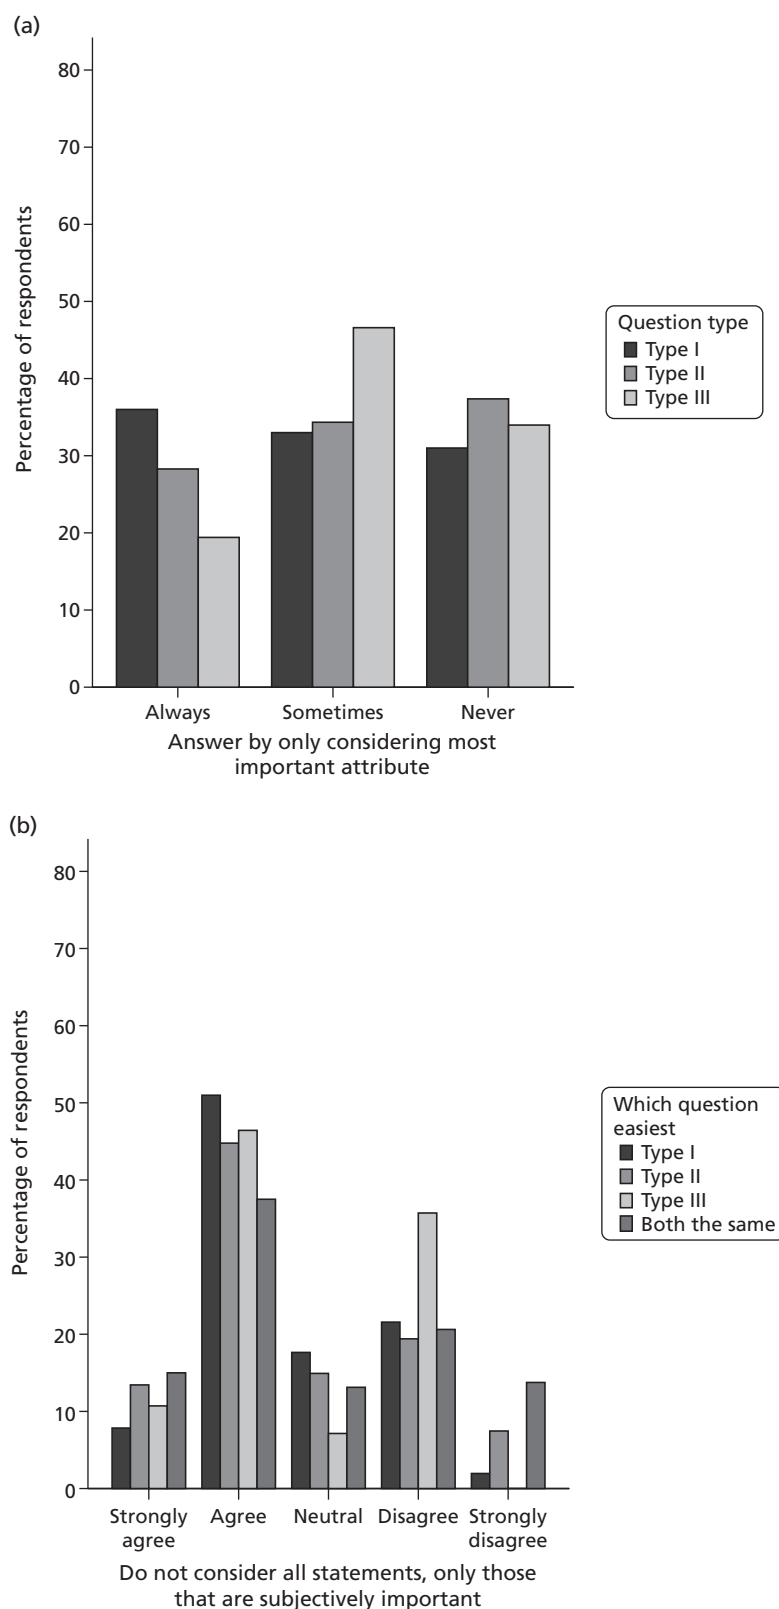 (a)
80
70
60
50
40
30
20
10
0
Percentage of respondents
Always
Sometimes
Never
Answer by only considering most
important attribute
Question type
Type I
Type II
Type III
(b)
80
70
60
50
40
30
20
10
0
Percentage of respondents
Strongly
agree
Agree
Neutral
Disagree
Strongly
disagree
Do not consider all statements, only those
that are subjectively important
Which question
easiest
Type I
Type II
Type III
Both the same